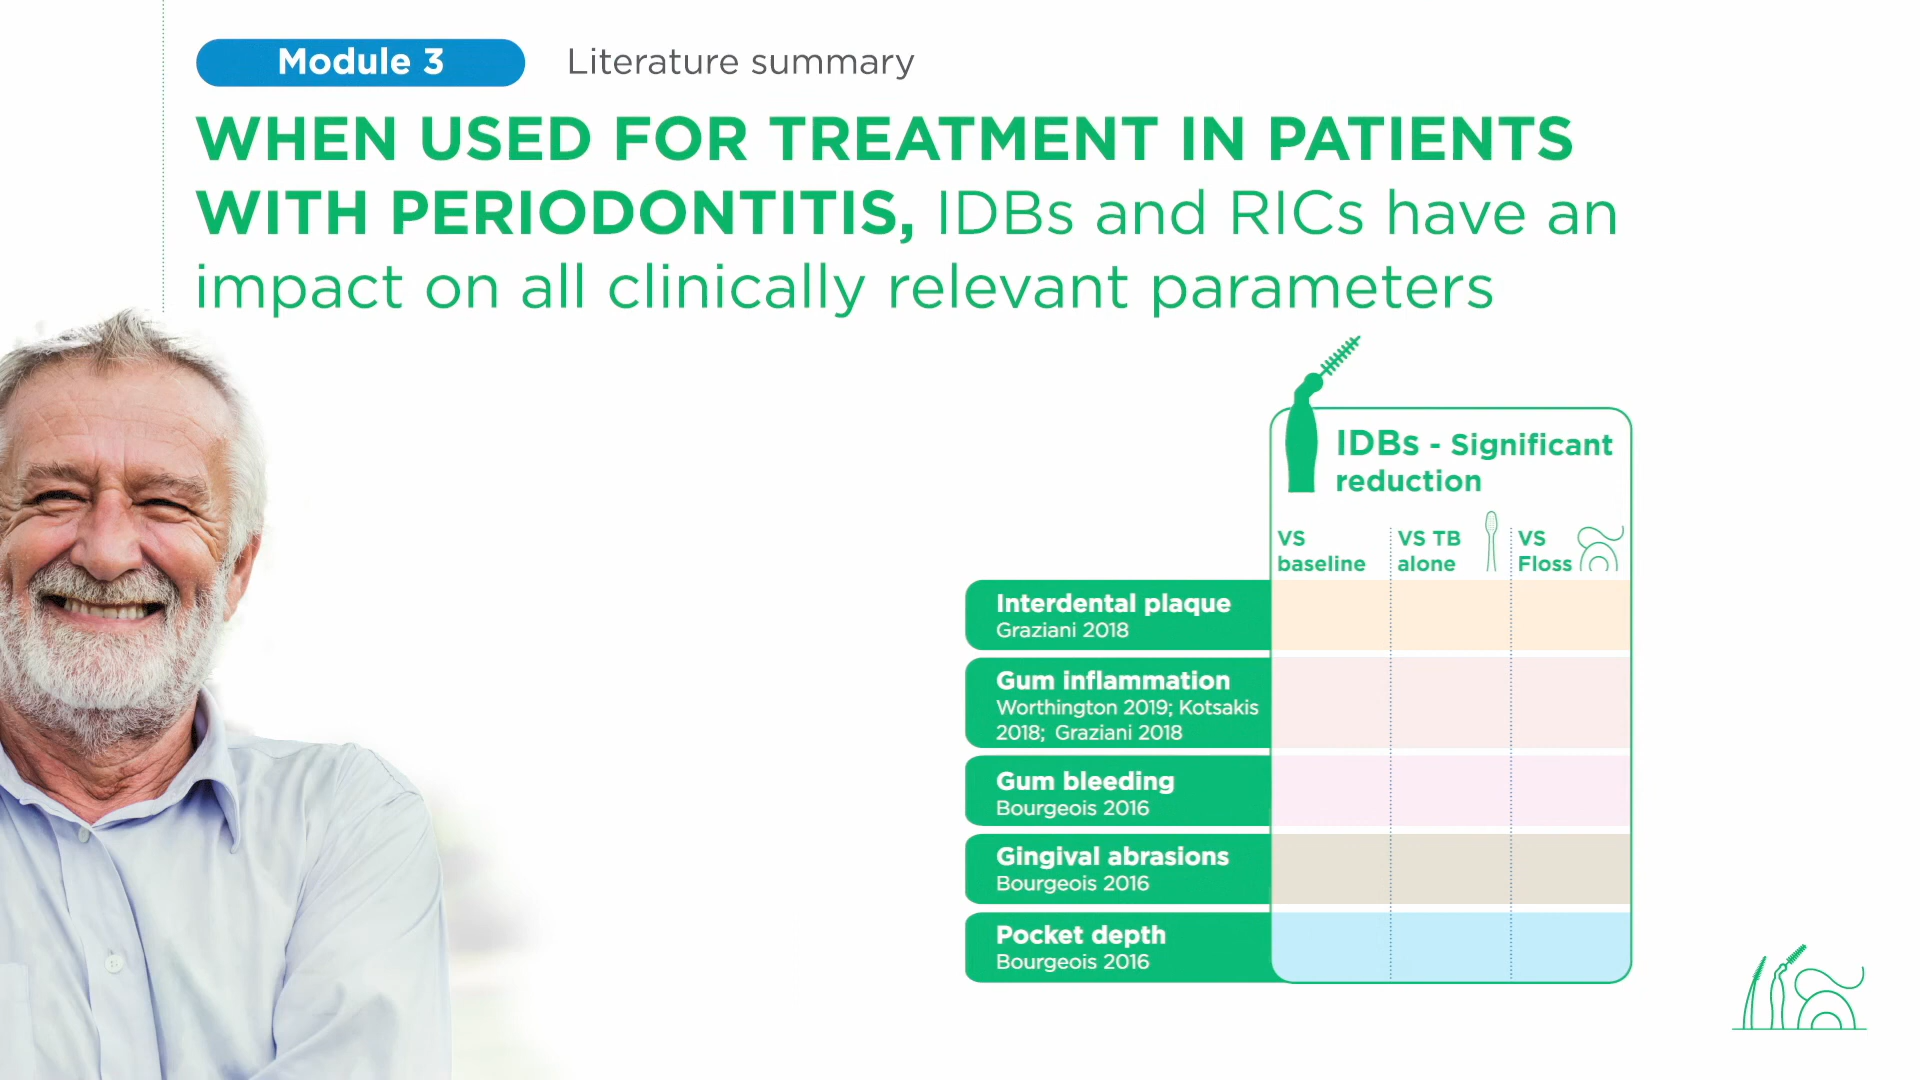 Module 3
Literature summary
WHEN USED FOR TREATMENT IN PATIENTS
WITH PERIODONTITIS, IDBs and RICs have an
impact on all clinically relevant parameters
IDBs - Significant
reduction
VS
baseline
VS TB
alone
VS
Floss
Interdental plaque
Graziani 2018
Gum inflammation
Worthington 2019; Kotsakis
2018; Graziani 2018
Gum bleeding
Bourgeois 2016
Gingival abrasions
Bourgeois 2016
Pocket depth
Bourgeois 2016